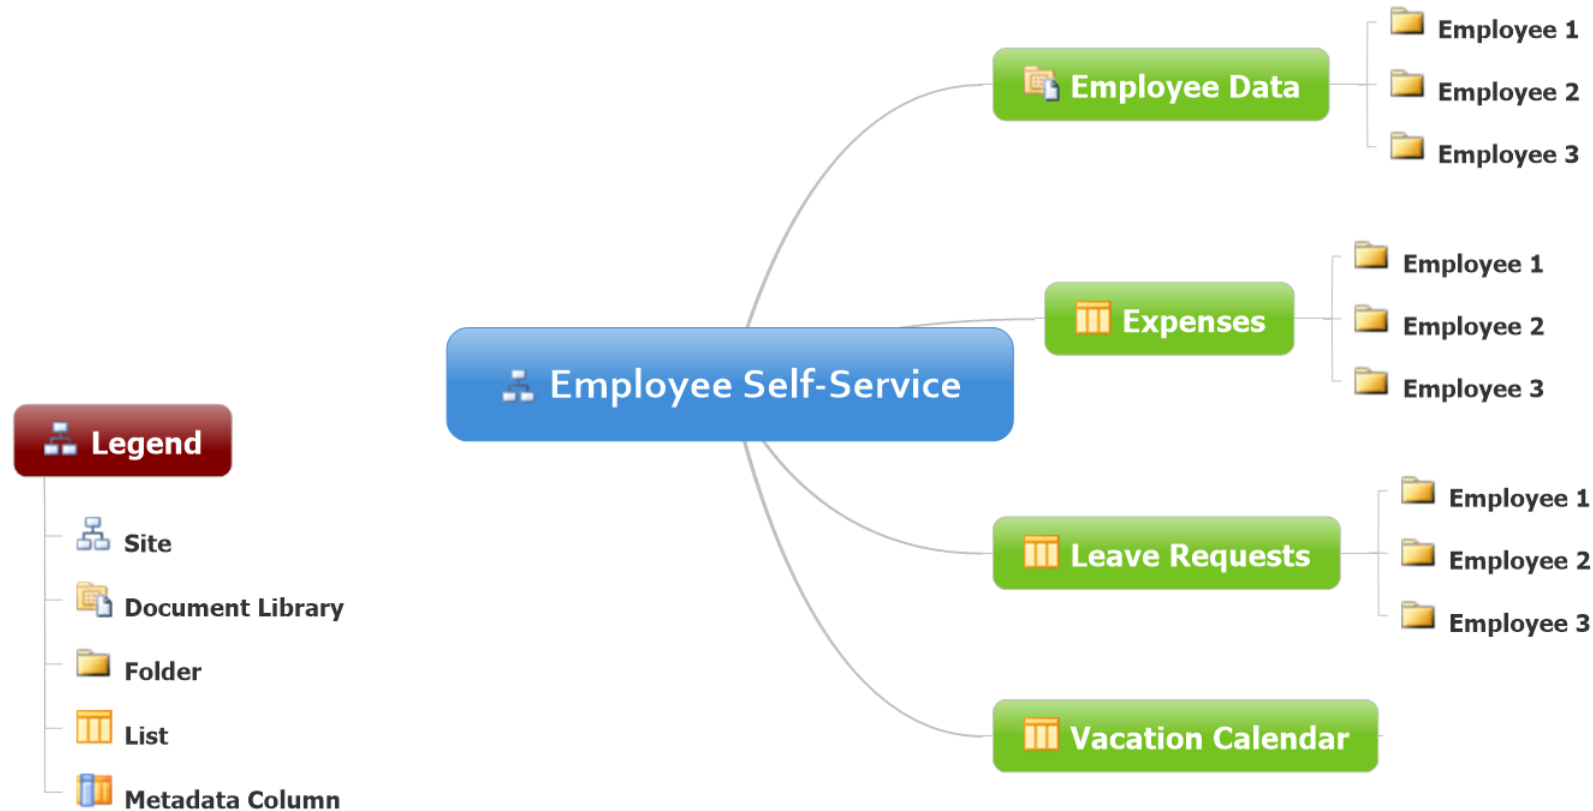 Employee Data
Employee 1
Employee 2
Employee 3
Expenses
Employee 1
Employee 2
Employee 3
Employee Self-Service
Leave Requests
Employee 1
Employee 2
Employee 3
Vacation Calendar
Legend
Site
Document Library
Folder
List
Metadata Column